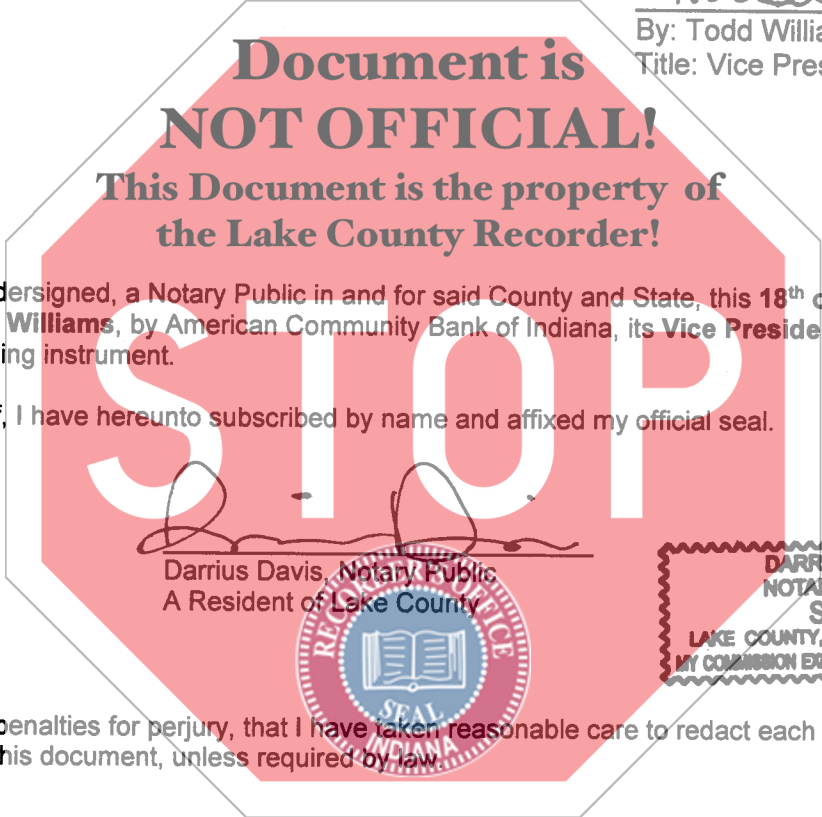 By: Todd Willia
Title: Vice Pres
Document is
NOT OFFICIAL!
This Document is the property of
the Lake County Recorder!
dersigned, a Notary Public in and for said County and State, this 18th
Williams, by American Community Bank of Indiana, its Vice Preside
ing instrument.
, I have hereunto subscribed by name and affixed my official seal.
STOP
Darrius Davis, Notary Public
A Resident of Lake County
DARR
NOTA
S
LAKE COUNTY,
MY COMMISSION EX
RECORDER'S OFFICE
SEAL
INDIANA
penalties for perjury, that I have taken reasonable care to redact each
his document, unless required by law.